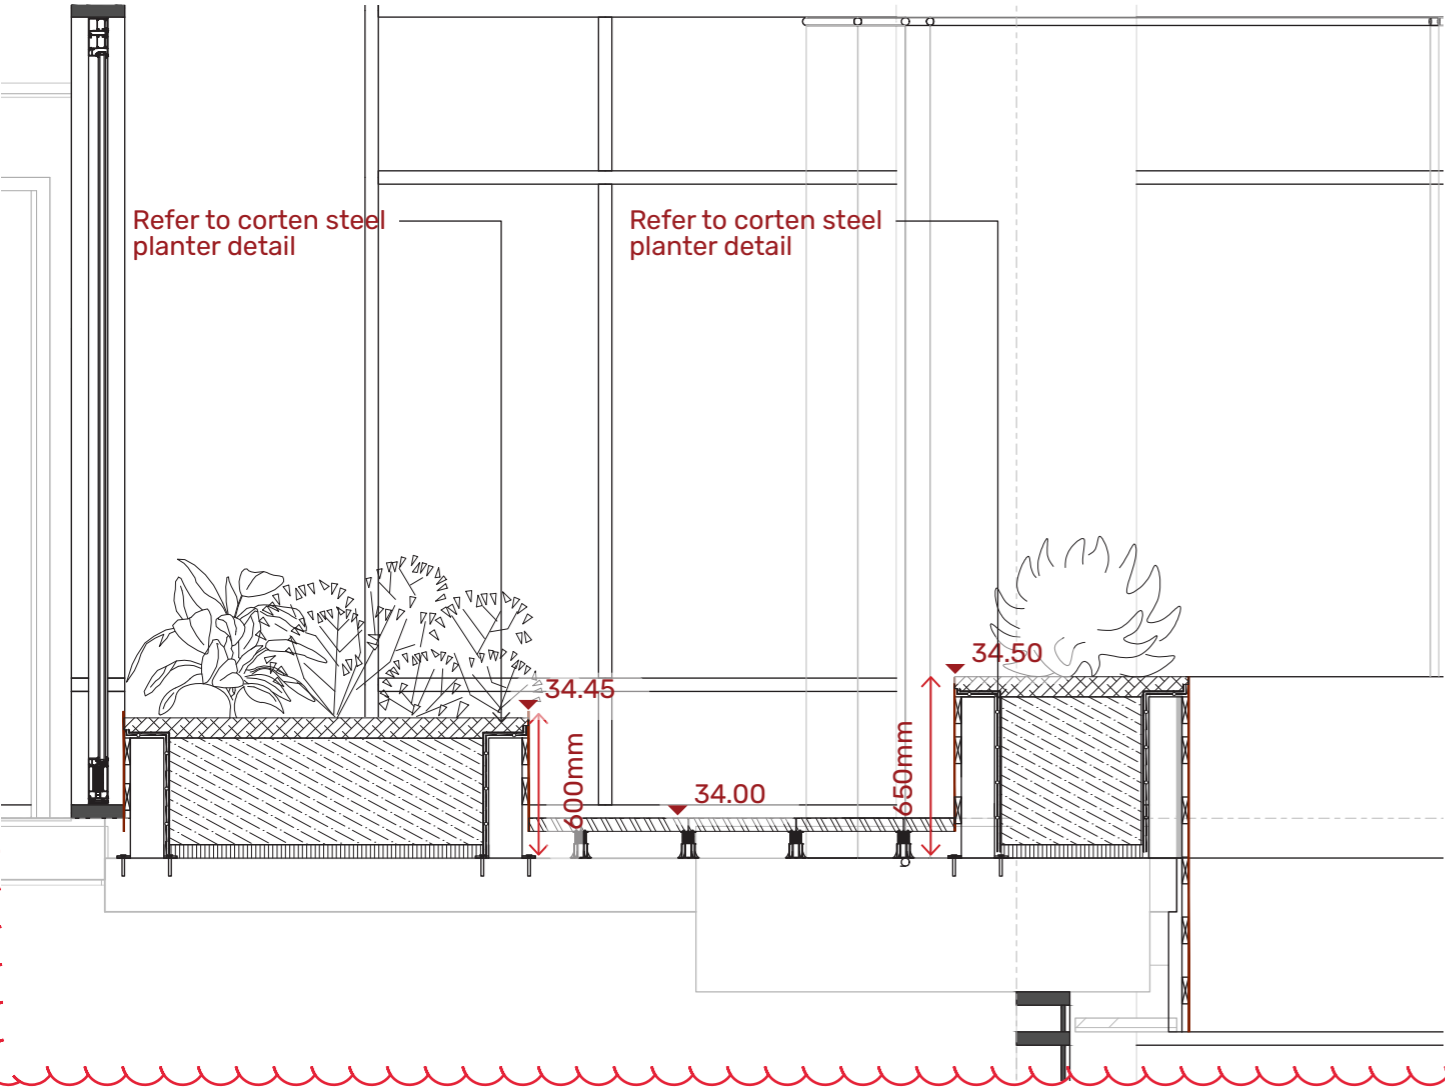 Refer to corten steel
planter detail
Refer to corten steel
planter detail
34.50
34.45
600mm
650mm
34.00